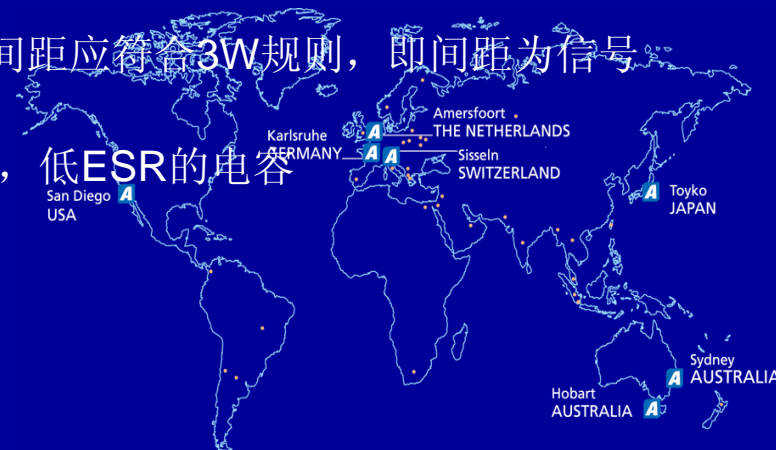 间距应符合3W规则，即间距为信号
，低ESR的电容
Amersfoort
THE NETHERLANDS
Karlsruhe
GERMANY
Sisseln
SWITZERLAND
San Diego
USA
Toyko
JAPAN
Sydney
AUSTRALIA
Hobart
AUSTRALIA